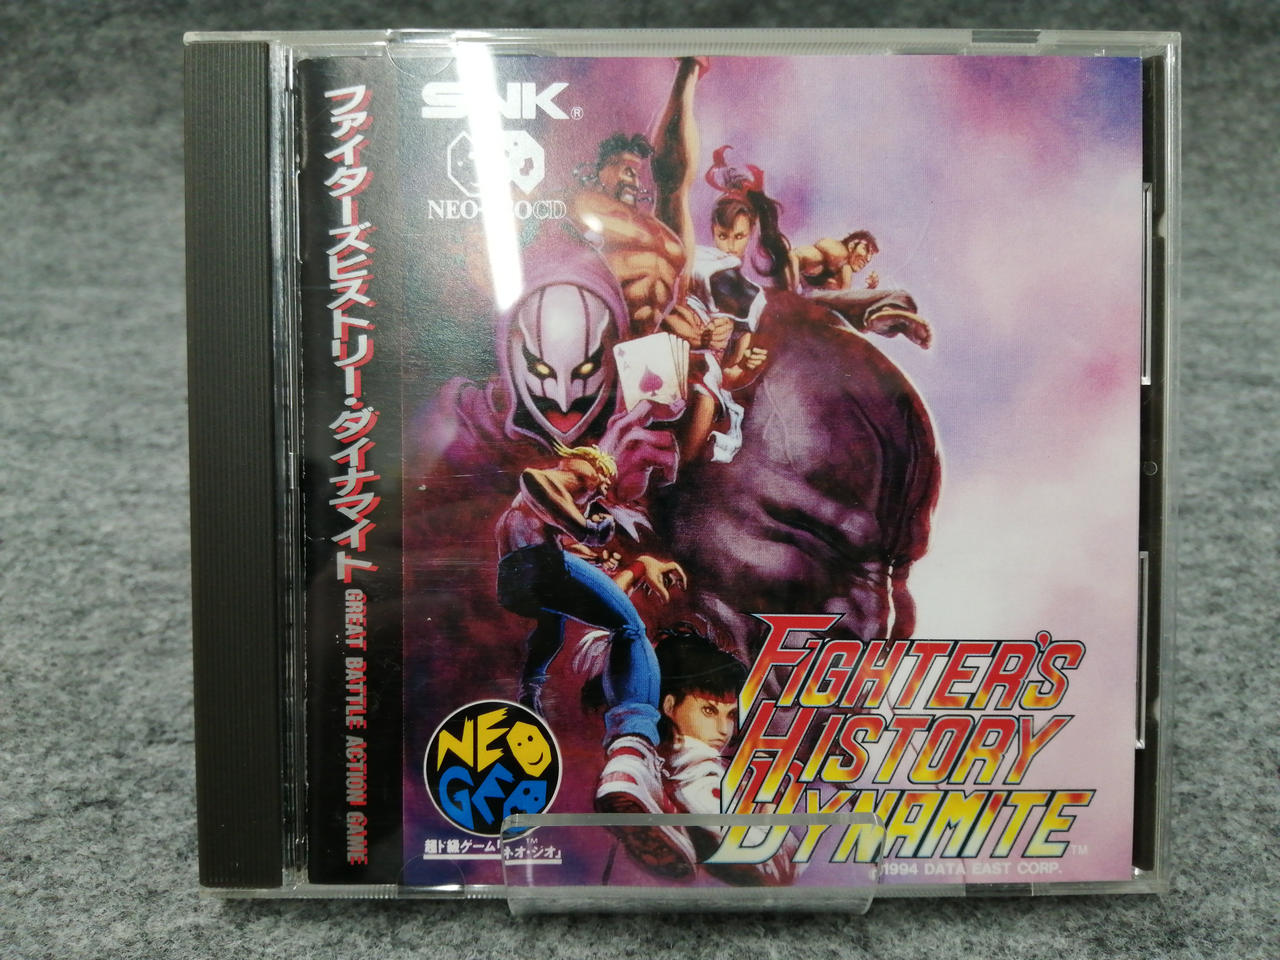 ファイターズヒストリー・ダイナマイト GREAT BATTLE ACTION GAME
SNK®
NEO·GEO CD
A
NEO
GEO
超ド級ゲーム「ネオ・ジオ」
™
FIGHTER'S
HISTORY
DYNAMITE™
©1994 DATA EAST CORP.